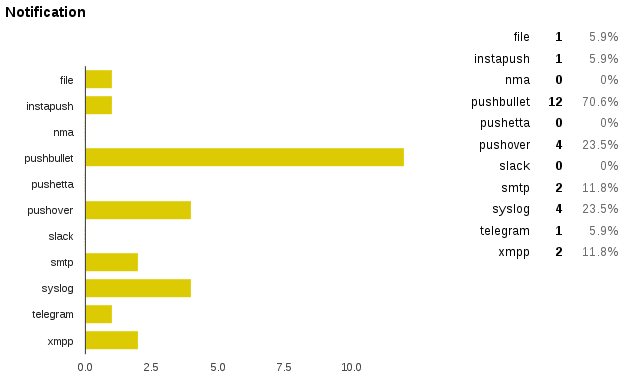 Notification
file
instapush
nma
pushbullet
pushetta
pushover
slack
smtp
syslog
telegram
xmpp
0.0 2.5 5.0 7.5 10.0
file 1 5.9%
instapush 1 5.9%
nma 0 0%
pushbullet 12 70.6%
pushetta 0 0%
pushover 4 23.5%
slack 0 0%
smtp 2 11.8%
syslog 4 23.5%
telegram 1 5.9%
xmpp 2 11.8%